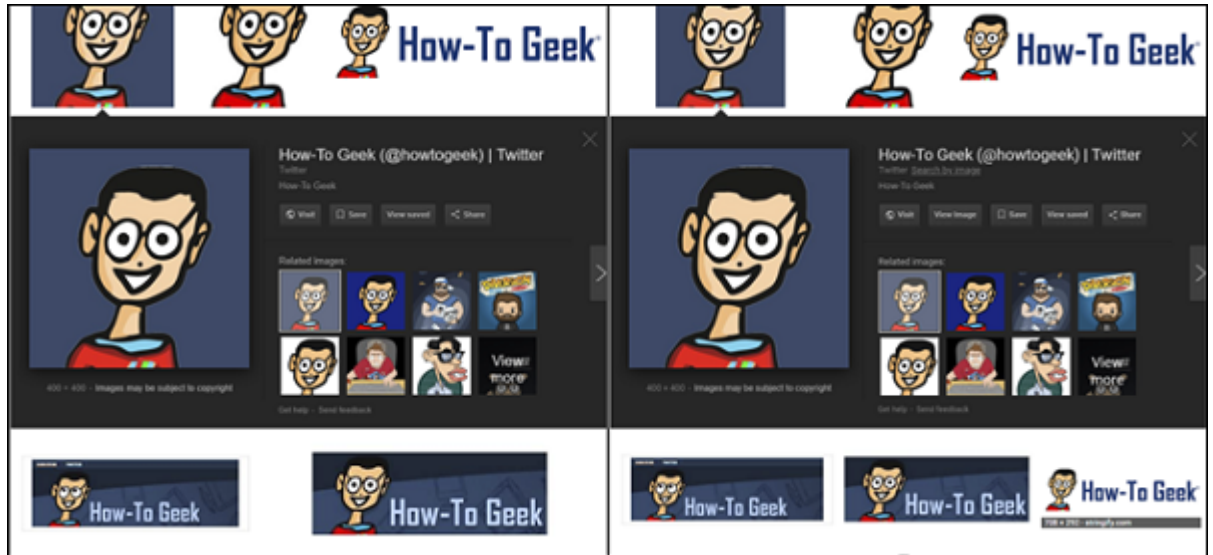 How-To Geek
How-To Geek (@howtogeek) | Twitter
Twitter
How-To Geek
Visit
Save
View saved
Share
Related images:
View more
400 × 400 - Images may be subject to copyright
Get help - Send feedback
How-To Geek
How-To Geek
How-To Geek
How-To Geek (@howtogeek) | Twitter
Twitter Search by image
How-To Geek
Visit
View image
Save
View saved
Share
Related images:
View more
400 × 400 - Images may be subject to copyright
Get help - Send feedback
How-To Geek
How-To Geek
How-To Geek